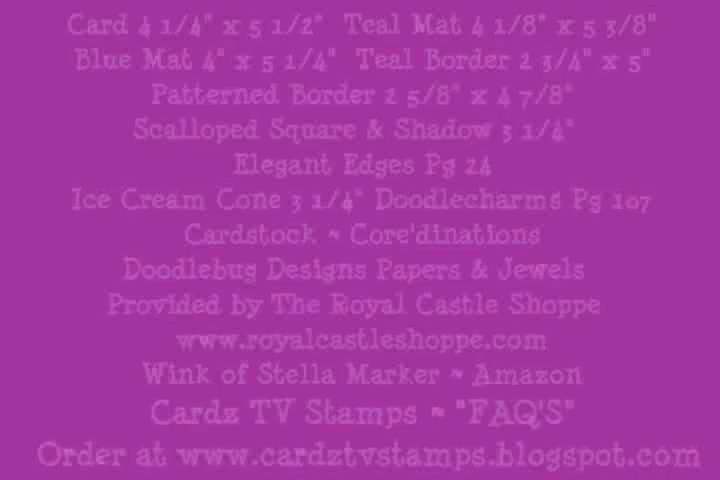 Card 4 1/4" x 5 1/2" Teal Mat 4 1/8" x 5 3/8"
Blue Mat 4" x 5 1/4" Teal Border 2 3/4" x 5"
Patterned Border 2 5/8" x 4 7/8"
Scalloped Square & Shadow 3 1/4"
Elegant Edges Pg 24
Ice Cream Cone 3 1/4" Doodlecharms Pg 107
Cardstock ~ Core'dinations
Doodlebug Designs Papers & Jewels
Provided by The Royal Castle Shoppe
www.royalcastleshoppe.com
Wink of Stella Marker ~ Amazon
Cardz TV Stamps ~ "FAQ'S"
Order at www.cardztvstamps.blogspot.com